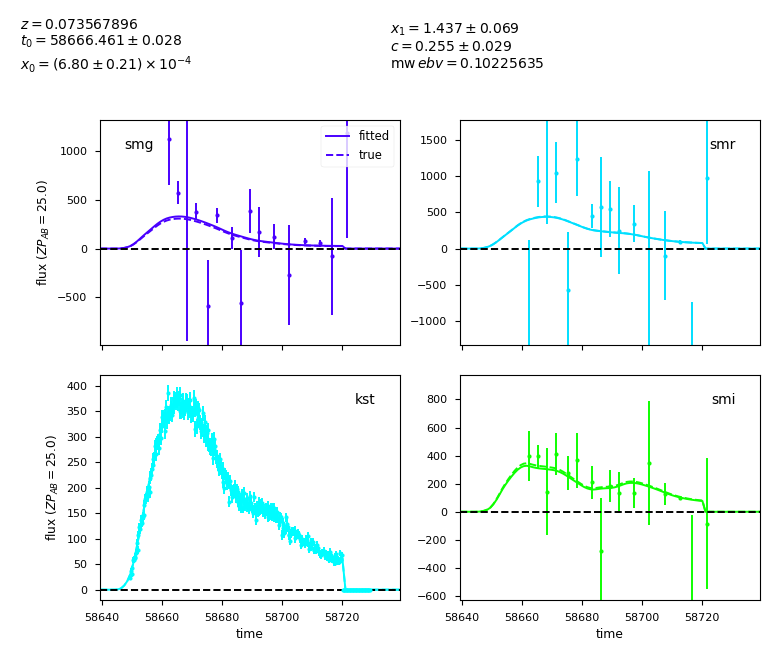 z = 0.073567896
t₀ = 58666.461 ± 0.028
x₀ = (6.80 ± 0.21) × 10⁻⁴
x₁ = 1.437 ± 0.069
c = 0.255 ± 0.029
mw ebv = 0.10225635
smg
fitted
true
1000
500
0
−500
flux (ZP_AB = 25.0)
smr
1500
1000
500
0
−500
−1000
kst
400
350
300
250
200
150
100
50
0
flux (ZP_AB = 25.0)
58640 58660 58680 58700 58720
time
smi
800
600
400
200
0
−200
−400
−600
58640 58660 58680 58700 58720
time